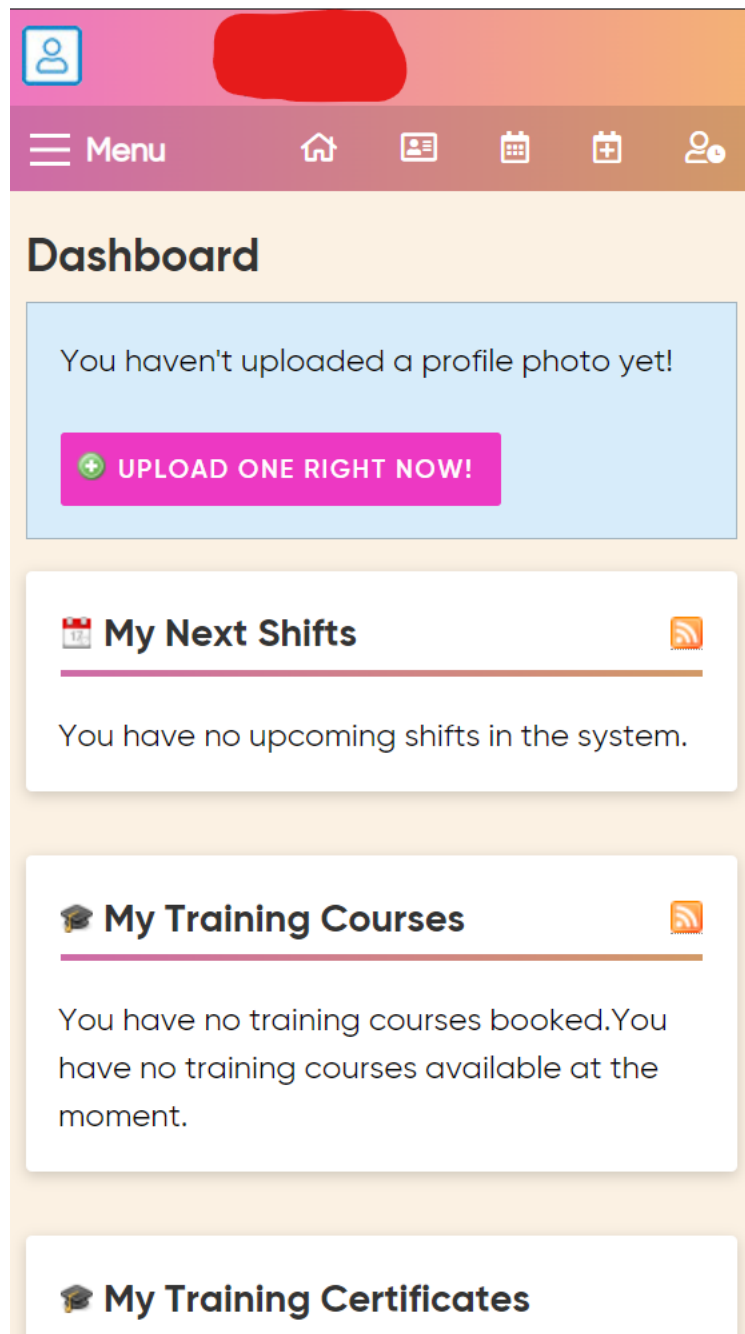 Menu
Dashboard
You haven't uploaded a profile photo yet!
UPLOAD ONE RIGHT NOW!
My Next Shifts
You have no upcoming shifts in the system.
My Training Courses
You have no training courses booked.You
have no training courses available at the
moment.
My Training Certificates